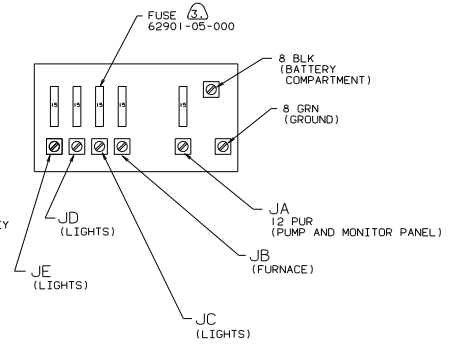 FUSE 3.
62901-05-000
8 BLK
(BATTERY
COMPARTMENT)
15 15 15 15 15
8 GRN
(GROUND)
JA
12 PUR
(PUMP AND MONITOR PANEL)
JD
(LIGHTS)
EY
JB
(FURNACE)
JE
(LIGHTS)
JC
(LIGHTS)